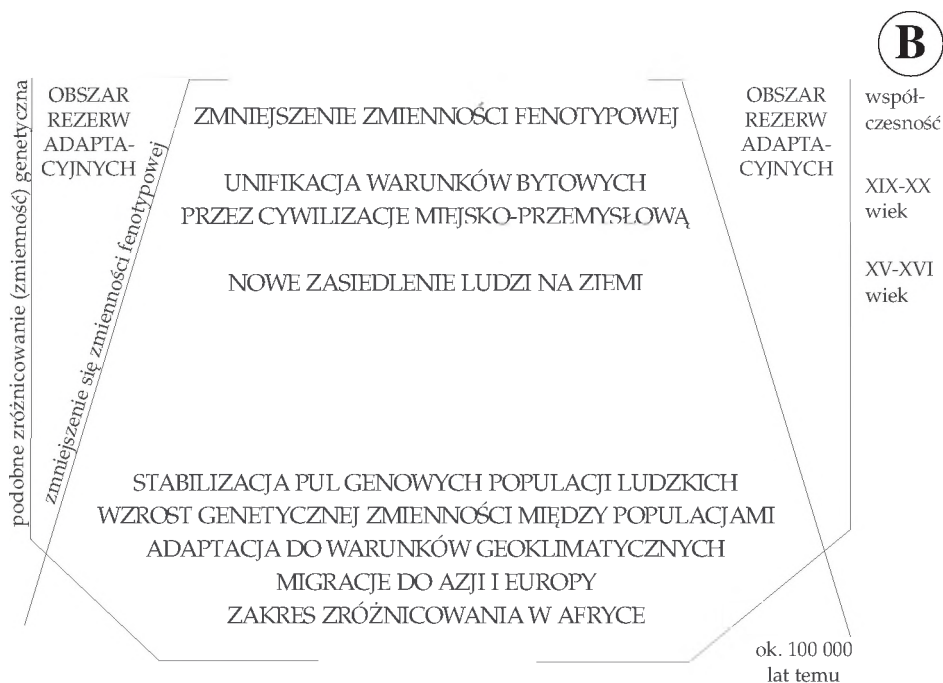 B
podobne zróżnicowanie (zmienność) genetyczna
zmniejszenie się zmienności fenotypowej
OBSZAR
REZERW
ADAPTA-
CYJNYCH
ZMNIEJSZENIE ZMIENNOŚCI FENOTYPOWEJ
UNIFIKACJA WARUNKÓW BYTOWYCH
PRZEZ CYWILIZACJE MIEJSKO-PRZEMYSŁOWĄ
NOWE ZASIEDLENIE LUDZI NA ZIEMI
STABILIZACJA PUL GENOWYCH POPULACJI LUDZKICH
WZROST GENETYCZNEJ ZMIENNOŚCI MIĘDZY POPULACJAMI
ADAPTACJA DO WARUNKÓW GEOKLIMATYCZNYCH
MIGRACJE DO AZJI I EUROPY
ZAKRES ZRÓŻNICOWANIA W AFRYCE
OBSZAR
REZERW
ADAPTA-
CYJNYCH
współ-
czesność
XIX-XX
wiek
XV-XVI
wiek
ok. 100 000
lat temu